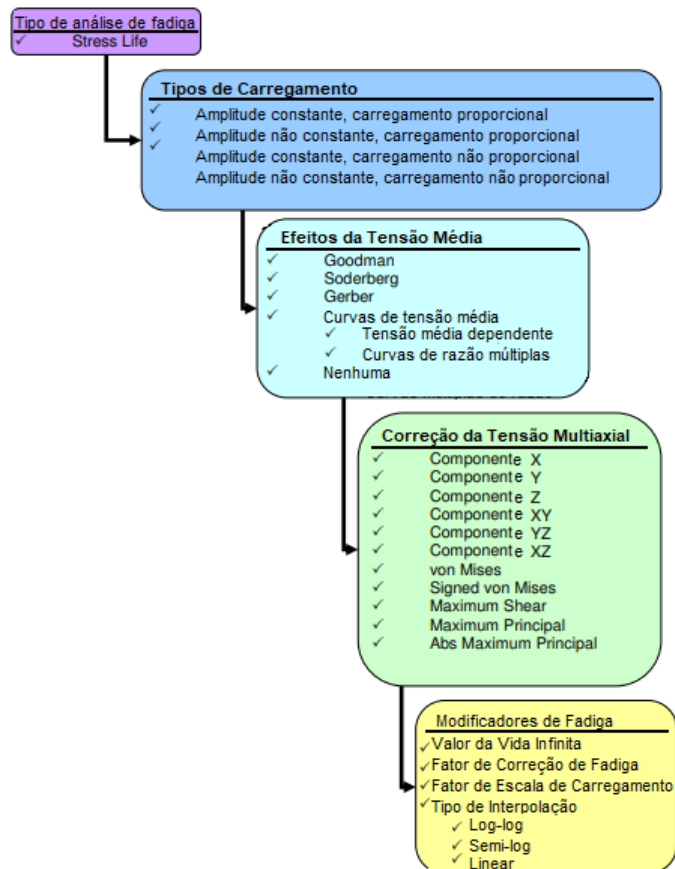 Tipo de análise de fadiga
✓ Stress Life
Tipos de Carregamento
✓ Amplitude constante, carregamento proporcional
✓ Amplitude não constante, carregamento proporcional
✓ Amplitude constante, carregamento não proporcional
Amplitude não constante, carregamento não proporcional
Efeitos da Tensão Média
✓ Goodman
✓ Soderberg
✓ Gerber
✓ Curvas de tensão média
✓ Tensão média dependente
✓ Curvas de razão múltiplas
✓ Nenhuma
Correção da Tensão Multiaxial
✓ Componente X
✓ Componente Y
✓ Componente Z
✓ Componente XY
✓ Componente YZ
✓ Componente XZ
✓ von Mises
✓ Signed von Mises
✓ Maximum Shear
✓ Maximum Principal
✓ Abs Maximum Principal
Modificadores de Fadiga
✓ Valor da Vida Infinita
✓ Fator de Correção de Fadiga
✓ Fator de Escala de Carregamento
✓ Tipo de Interpolação
✓ Log-log
✓ Semi-log
✓ Linear